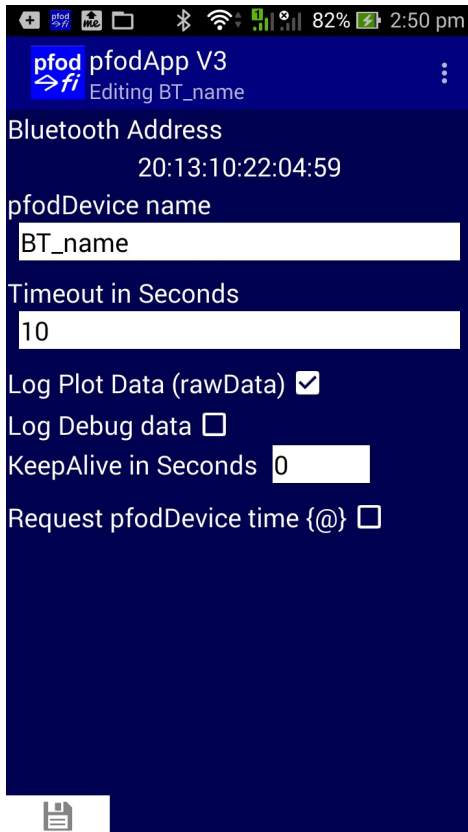 82% 2:50 pm
pfod pfodApp V3
fi Editing BT_name
Bluetooth Address
20:13:10:22:04:59
pfodDevice name
BT_name
Timeout in Seconds
10
Log Plot Data (rawData)
Log Debug data
KeepAlive in Seconds 0
Request pfodDevice time {@}